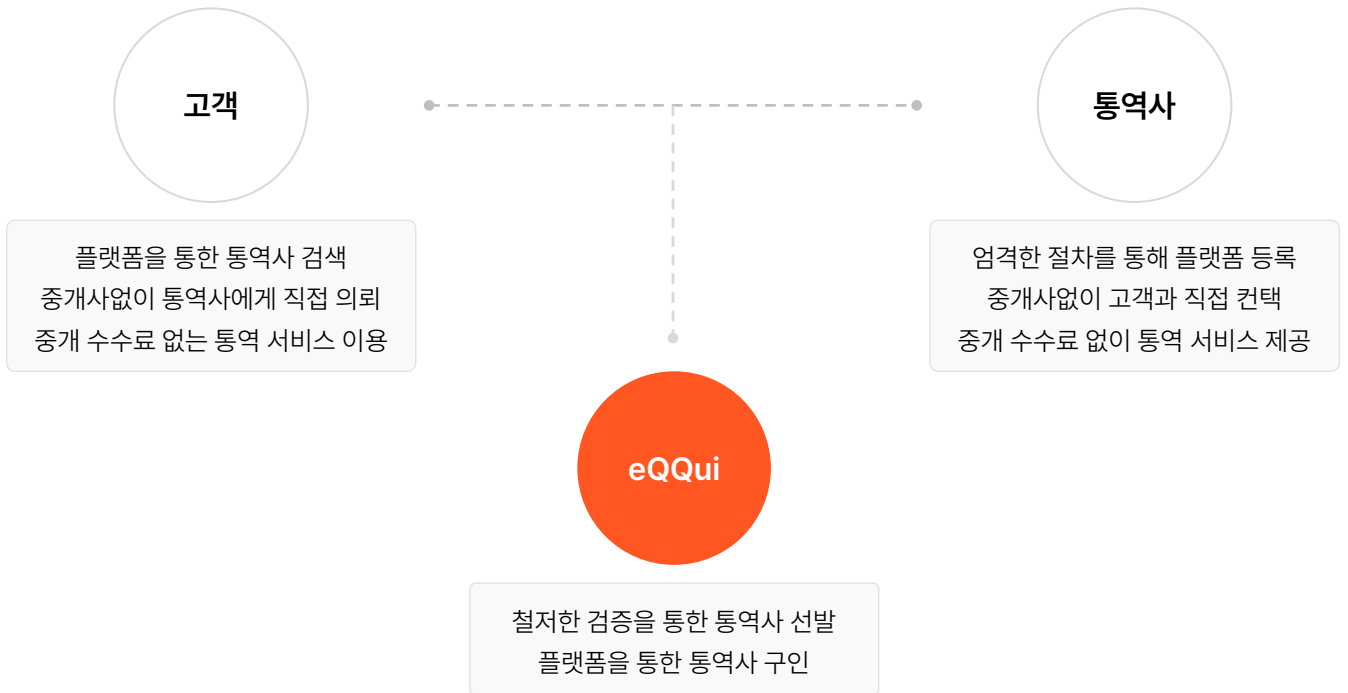 고객
통역사
플랫폼을 통한 통역사 검색
중개사없이 통역사에게 직접 의뢰
중개 수수료 없는 통역 서비스 이용
엄격한 절차를 통해 플랫폼 등록
중개사없이 고객과 직접 컨택
중개 수수료 없이 통역 서비스 제공
eQQui
철저한 검증을 통한 통역사 선발
플랫폼을 통한 통역사 구인